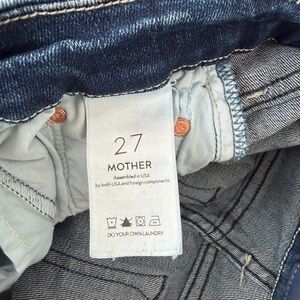 27
MOTHER
Assembled in USA
by both USA and foreign components
DO YOUR OWN LAUNDRY